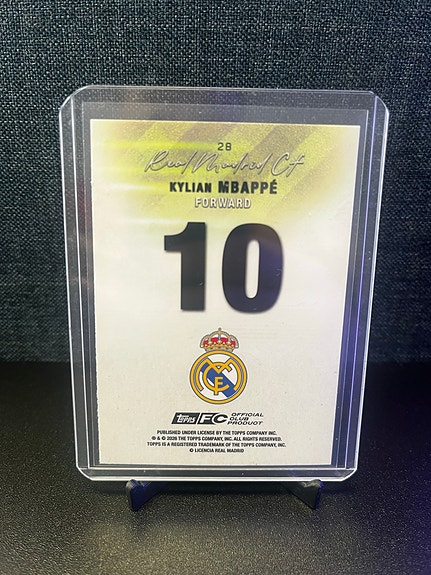 28
Real Madrid C.F.
KYLIAN MBAPPÉ
FORWARD
10
topps FC OFFICIAL
CLUB
PRODUCT
PUBLISHED UNDER LICENSE BY THE TOPPS COMPANY INC.
® & © 2026 THE TOPPS COMPANY, INC. ALL RIGHTS RESERVED.
TOPPS IS A REGISTERED TRADEMARK OF THE TOPPS COMPANY, INC.
© LICENCIA REAL MADRID